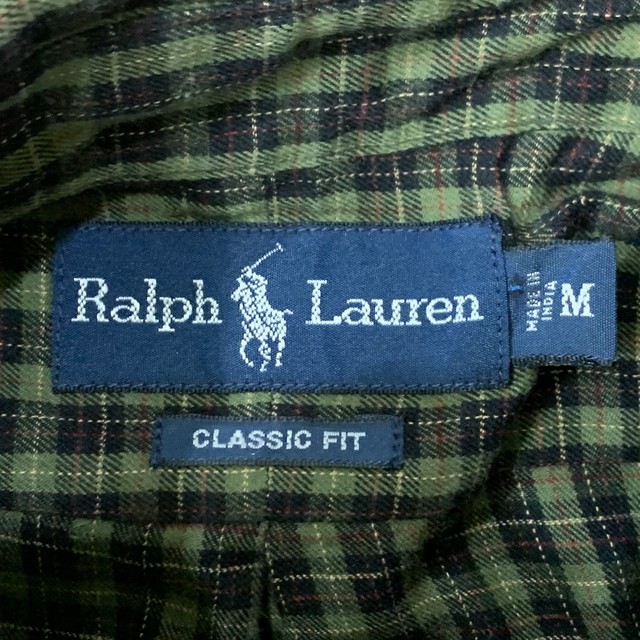 Ralph Lauren
MADE IN
INDIA
M
CLASSIC FIT